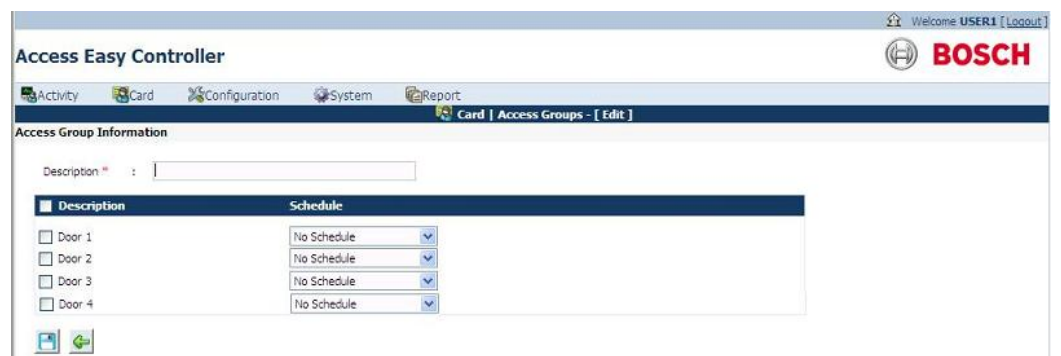 Welcome USER1 [ Logout ]
Access Easy Controller
BOSCH
Activity Card Configuration System Report
Card | Access Groups - [ Edit ]
Access Group Information
Description * :
Description Schedule
Door 1 No Schedule
Door 2 No Schedule
Door 3 No Schedule
Door 4 No Schedule